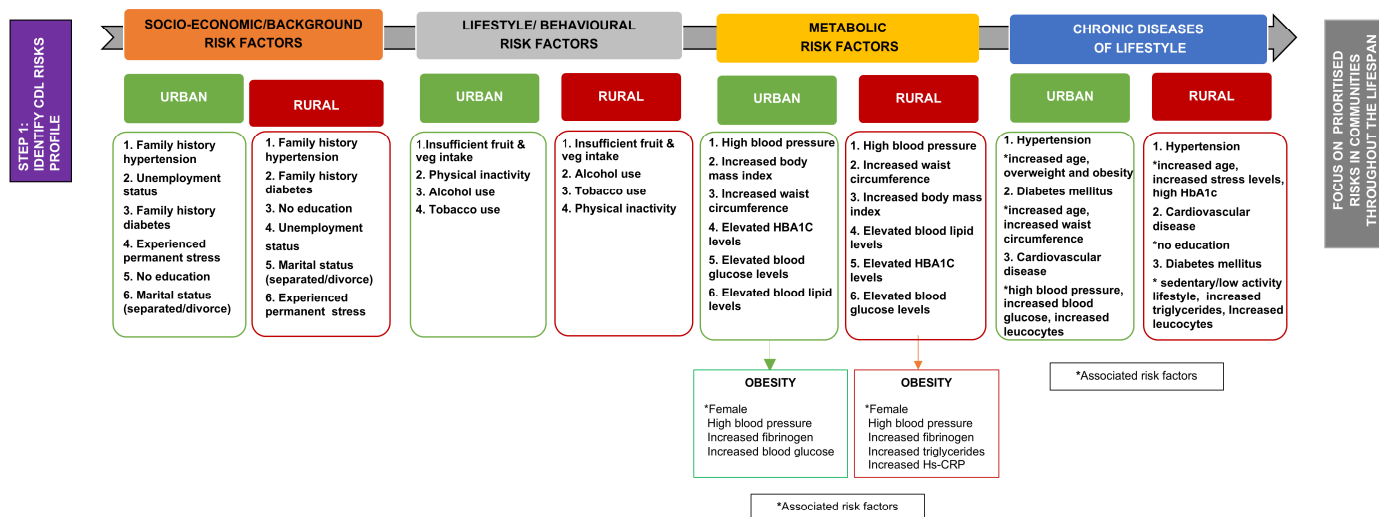 STEP 1:
IDENTIFY CDL RISKS
PROFILE
SOCIO-ECONOMIC/BACKGROUND
RISK FACTORS
LIFESTYLE/ BEHAVIOURAL
RISK FACTORS
METABOLIC
RISK FACTORS
CHRONIC DISEASES
OF LIFESTYLE
URBAN
1. Family history
hypertension
2. Unemployment
status
3. Family history
diabetes
4. Experienced
permanent stress
5. No education
6. Marital status
(separated/divorce)
RURAL
1. Family history
hypertension
2. Family history
diabetes
3. No education
4. Unemployment
status
5. Marital status
(separated/divorce)
6. Experienced
permanent stress
URBAN
1.Insufficient fruit &
veg intake
2. Physical inactivity
3. Alcohol use
4. Tobacco use
RURAL
1. Insufficient fruit &
veg intake
2. Alcohol use
3. Tobacco use
4. Physical inactivity
URBAN
1. High blood pressure
2. Increased body
mass index
3. Increased waist
circumference
4. Elevated HBA1C
levels
5. Elevated blood
glucose levels
6. Elevated blood lipid
levels
RURAL
1. High blood pressure
2. Increased waist
circumference
3. Increased body mass
index
4. Elevated blood lipid
levels
5. Elevated HBA1C
levels
6. Elevated blood
glucose levels
URBAN
1. Hypertension
*increased age,
overweight and obesity
2. Diabetes mellitus
*increased age,
increased waist
circumference
3. Cardiovascular
disease
*high blood pressure,
increased blood
glucose, increased
leucocytes
RURAL
1. Hypertension
*increased age,
increased stress levels,
high HbA1c
2. Cardiovascular
disease
*no education
3. Diabetes mellitus
* sedentary/low activity
lifestyle, increased
triglycerides, Increased
leucocytes
OBESITY
*Female
High blood pressure
Increased fibrinogen
Increased blood glucose
OBESITY
*Female
High blood pressure
Increased fibrinogen
Increased triglycerides
Increased Hs-CRP
*Associated risk factors
*Associated risk factors
FOCUS ON PRIORITISED
RISKS IN COMMUNITIES
THROUGHOUT THE LIFESPAN